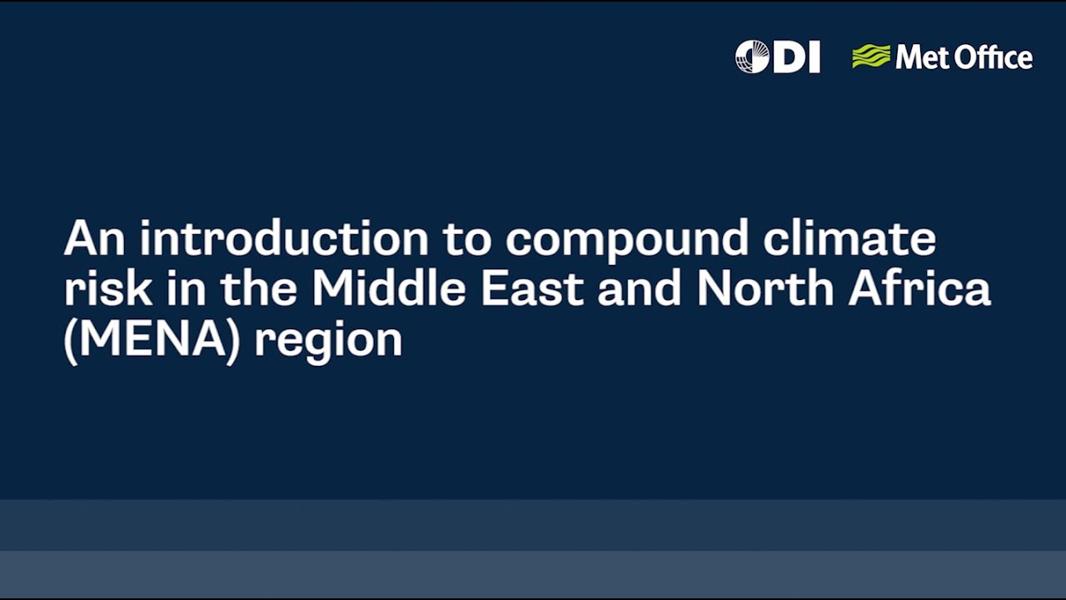 ODI Met Office
An introduction to compound climate
risk in the Middle East and North Africa
(MENA) region